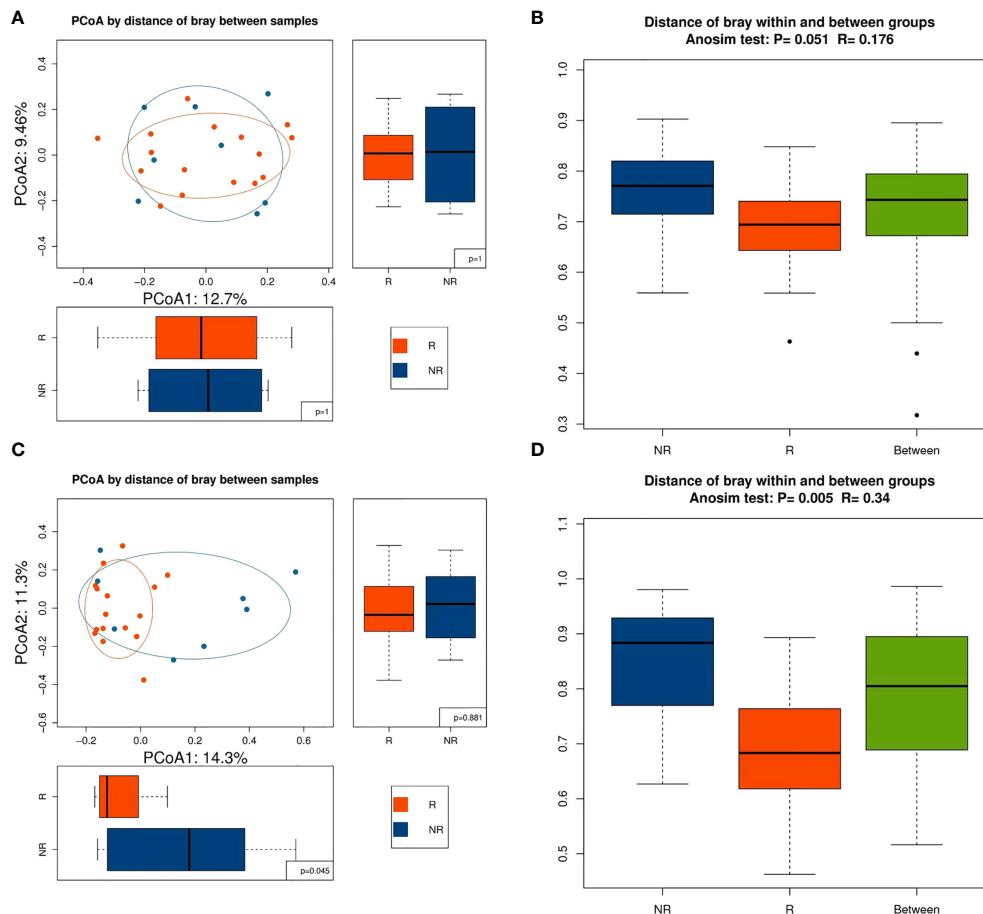 A
PCoA by distance of bray between samples
PCoA2: 9.46%
0.4
0.2
0.0
−0.2
−0.4
−0.4 −0.2 0.0 0.2 0.4
PCoA1: 12.7%
p=1
R NR
R
NR
p=1
R
NR
B
Distance of bray within and between groups
Anosim test: P= 0.051 R= 0.176
1.0
0.9
0.8
0.7
0.6
0.5
0.4
0.3
NR R Between
C
PCoA by distance of bray between samples
PCoA2: 11.3%
0.4
0.2
0.0
−0.2
−0.4
−0.6
−0.2 0.0 0.2 0.4 0.6
PCoA1: 14.3%
p=0.881
R NR
R
NR
p=0.045
R
NR
D
Distance of bray within and between groups
Anosim test: P= 0.005 R= 0.34
1.1
1.0
0.9
0.8
0.7
0.6
0.5
NR R Between